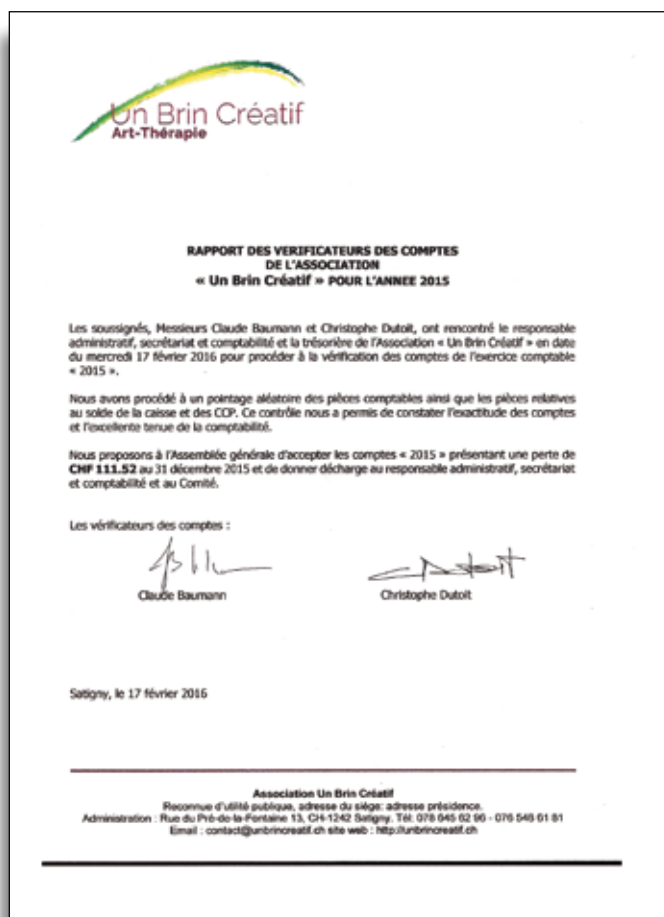 Un Brin Créatif
Art-Thérapie
RAPPORT DES VERIFICATEURS DES COMPTES
DE L'ASSOCIATION
« Un Brin Créatif » POUR L'ANNEE 2015
Les soussignés, Messieurs Claude Baumann et Christophe Dutoit, ont rencontré le responsable
administratif, secrétariat et comptabilité et la trésorière de l'Association « Un Brin Créatif » en date
du mercredi 17 février 2016 pour procéder à la vérification des comptes de l'exercice comptable
« 2015 ».
Nous avons procédé à un pointage aléatoire des pièces comptables ainsi que les pièces relatives
au solde de la caisse et des CCP. Ce contrôle nous a permis de constater l'exactitude des comptes
et l'excellente tenue de la comptabilité.
Nous proposons à l'Assemblée générale d'accepter les comptes « 2015 » présentant une perte de
CHF 111.52 au 31 décembre 2015 et de donner décharge au responsable administratif, secrétariat
et comptabilité et au Comité.
Les vérificateurs des comptes :
Claude Baumann
Christophe Dutoit
Satigny, le 17 février 2016
Association Un Brin Créatif
Reconnue d'utilité publique, adresse du siège: adresse présidence.
Administration : Rue du Pré-de-la-Fontaine 13, CH-1242 Satigny. Tél: 078 645 62 96 - 076 546 61 81
Email : contact@unbrincreatif.ch site web : http://unbrincreatif.ch